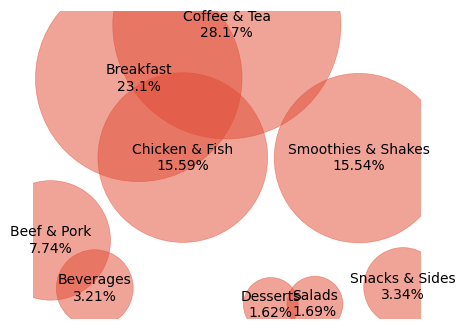 Coffee & Tea
28.17%
Breakfast
23.1%
Chicken & Fish
15.59%
Smoothies & Shakes
15.54%
Beef & Pork
7.74%
Beverages
3.21%
Desserts
1.62%
Salads
1.69%
Snacks & Sides
3.34%